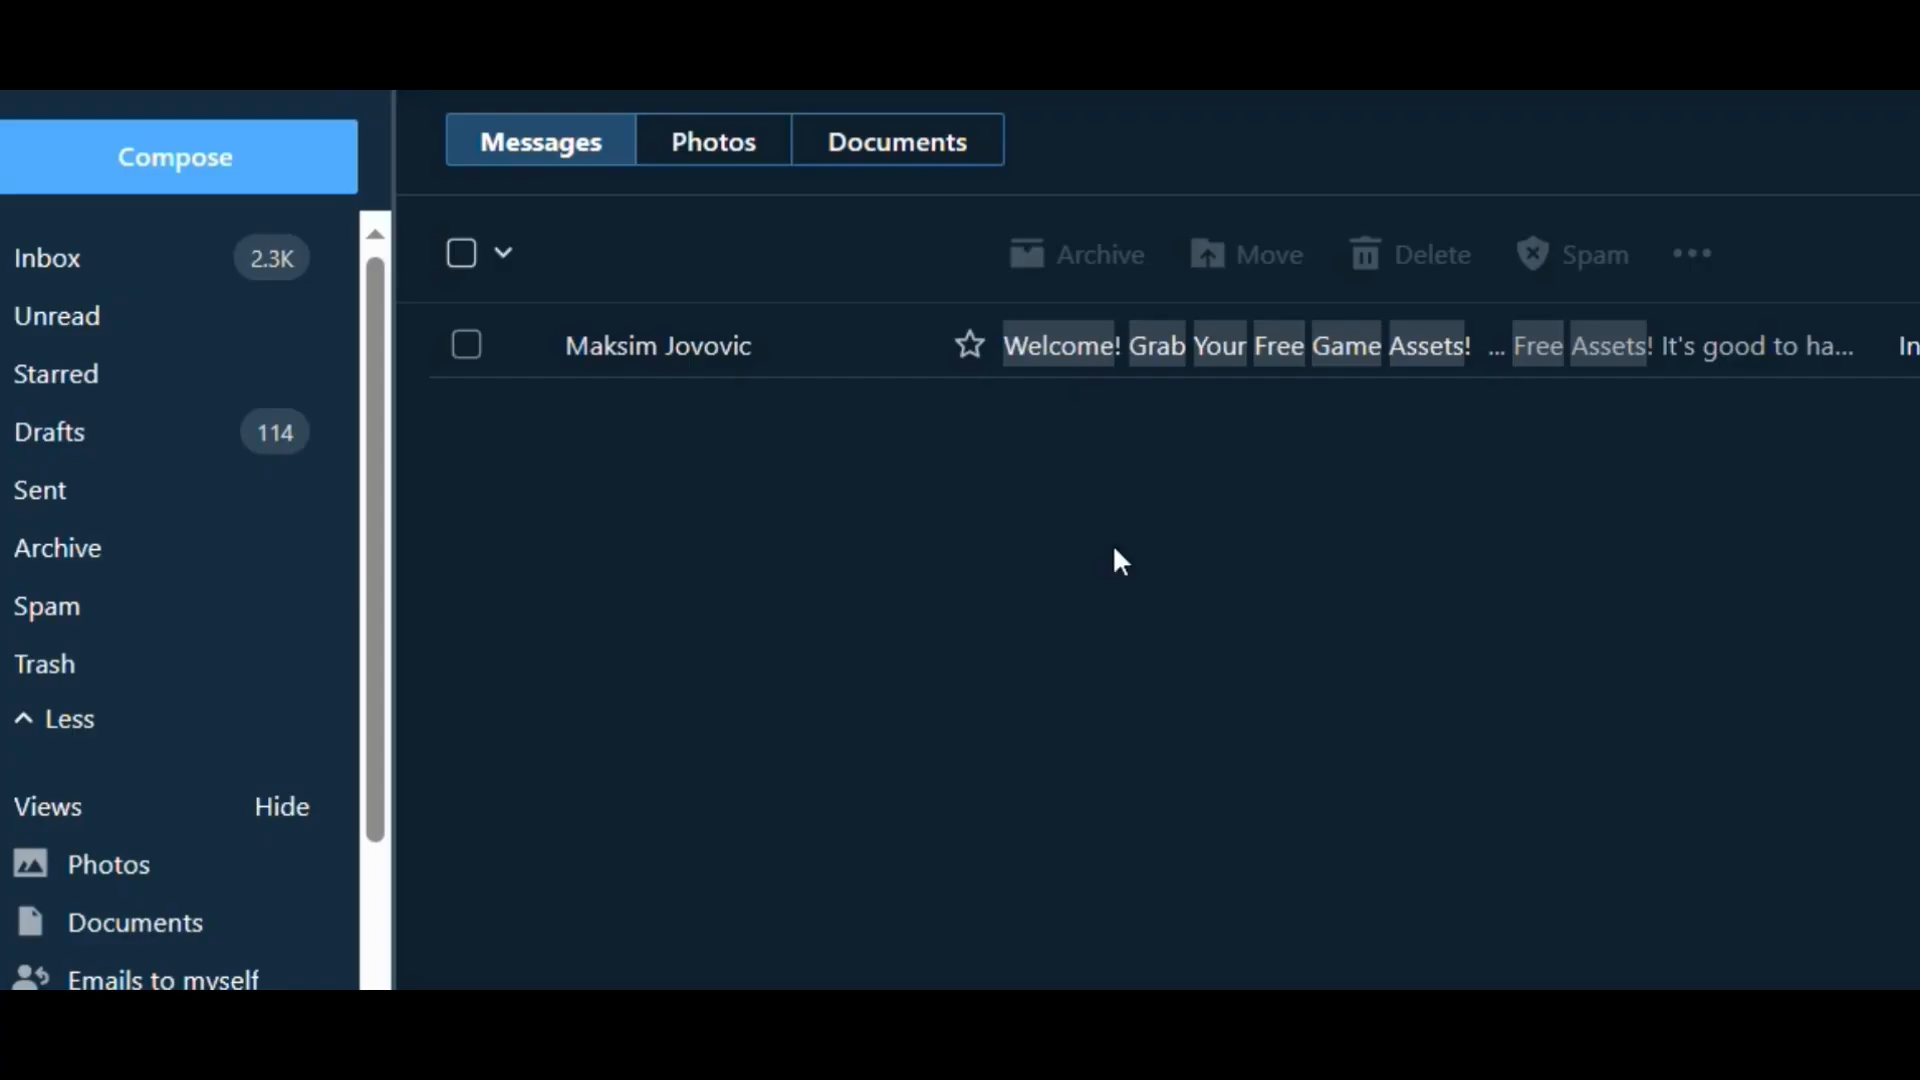 Compose
Messages
Photos
Documents
Inbox 2.3K
Unread
Starred
Drafts 114
Sent
Archive
Spam
Trash
Less
Views Hide
Photos
Documents
Emails to myself
Archive Move Delete Spam
Maksim Jovovic Welcome! Grab Your Free Game Assets! ... Free Assets! It's good to ha... In